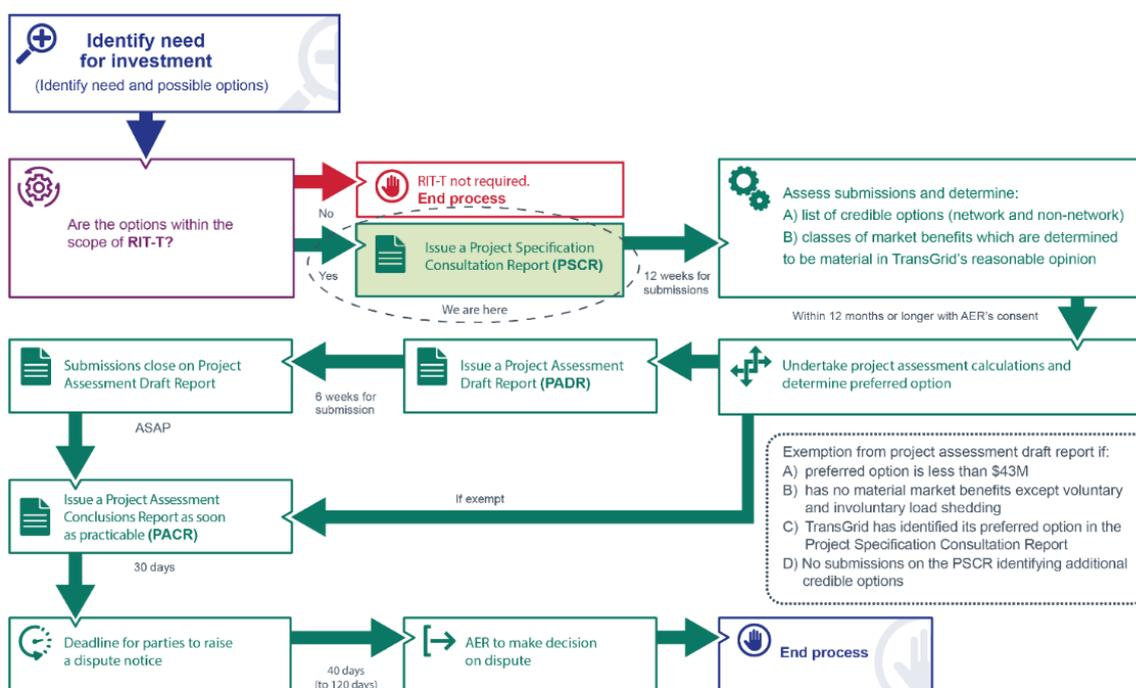 Identify need
for investment
(Identify need and possible options)
Are the options within the
scope of RIT-T?
No
RIT-T not required.
End process
Yes
Issue a Project Specification
Consultation Report (PSCR)
We are here
12 weeks for
submissions
Assess submissions and determine:
A) list of credible options (network and non-network)
B) classes of market benefits which are determined
to be material in TransGrid's reasonable opinion
Within 12 months or longer with AER's consent
Undertake project assessment calculations and
determine preferred option
Issue a Project Assessment
Draft Report (PADR)
6 weeks for
submission
Submissions close on Project
Assessment Draft Report
ASAP
If exempt
Exemption from project assessment draft report if:
A) preferred option is less than $43M
B) has no material market benefits except voluntary
and involuntary load shedding
C) TransGrid has identified its preferred option in the
Project Specification Consultation Report
D) No submissions on the PSCR identifying additional
credible options
Issue a Project Assessment
Conclusions Report as soon
as practicable (PACR)
30 days
Deadline for parties to raise
a dispute notice
40 days
(to 120 days)
AER to make decision
on dispute
End process